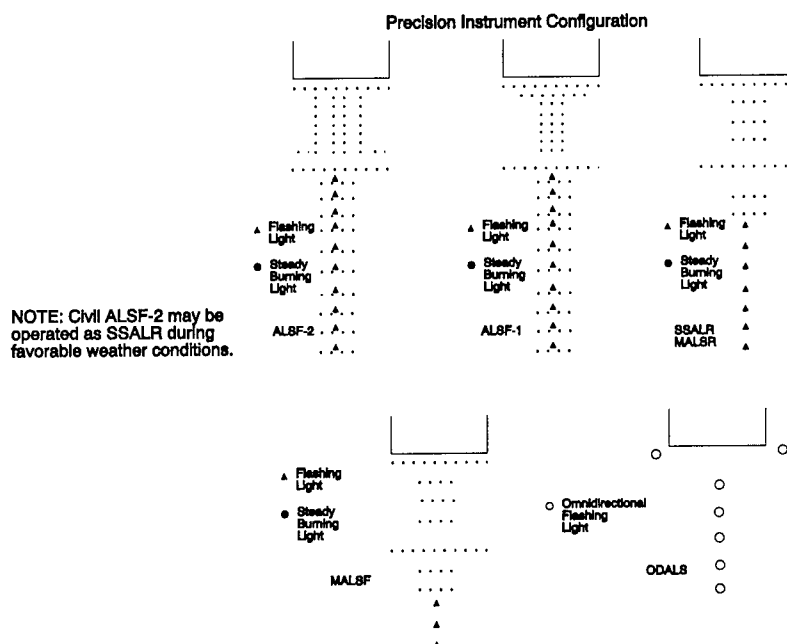 Precision Instrument Configuration
Flashing
Light
Steady
Burning
Light
ALSF-2
Flashing
Light
Steady
Burning
Light
ALSF-1
Flashing
Light
Steady
Burning
Light
SSALR
MALSR
NOTE: Civil ALSF-2 may be
operated as SSALR during
favorable weather conditions.
Flashing
Light
Steady
Burning
Light
MALSF
Omnidirectional
Flashing
Light
ODALS